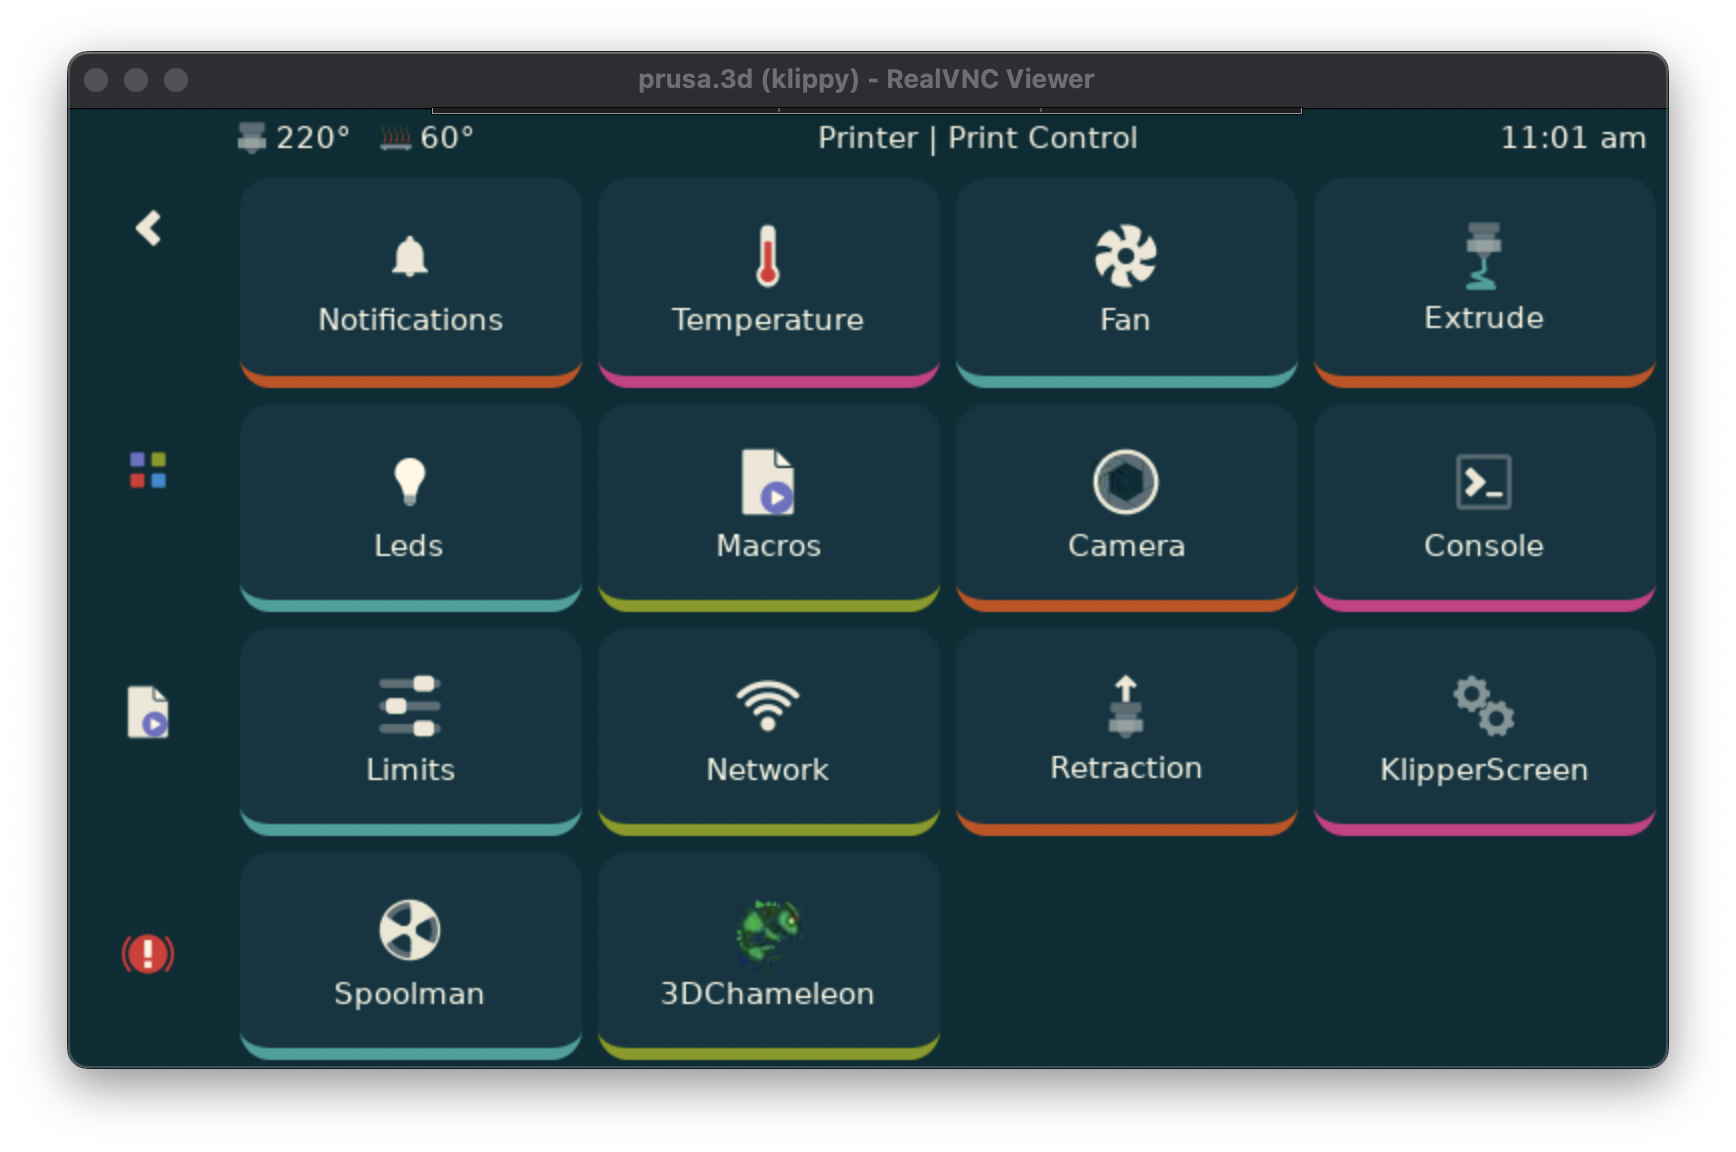 prusa.3d (klippy) - RealVNC Viewer
220° 60° Printer | Print Control 11:01 am
Notifications Temperature Fan Extrude
Leds Macros Camera Console
Limits Network Retraction KlipperScreen
Spoolman 3DChameleon